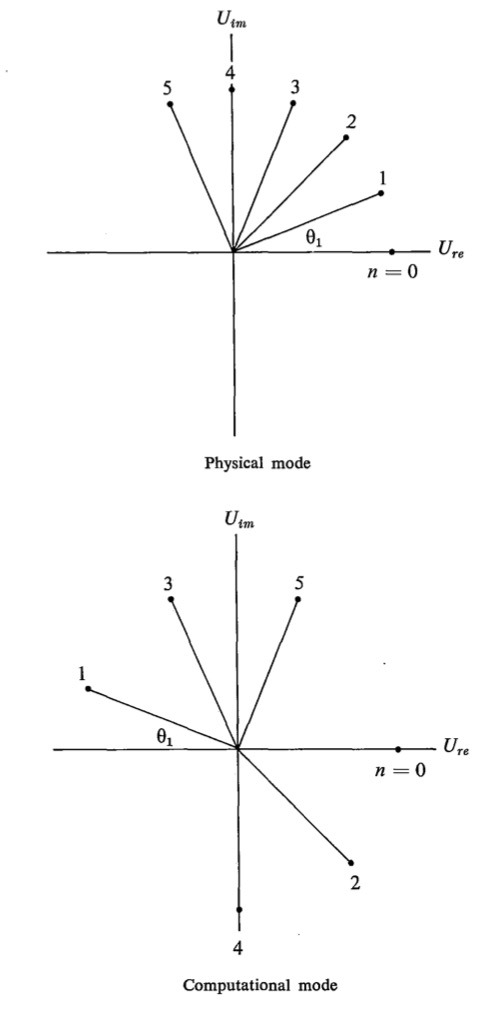 U_im
4
5
3
2
1
θ₁
U_re
n = 0
Physical mode
U_im
3
5
1
θ₁
U_re
n = 0
2
4
Computational mode